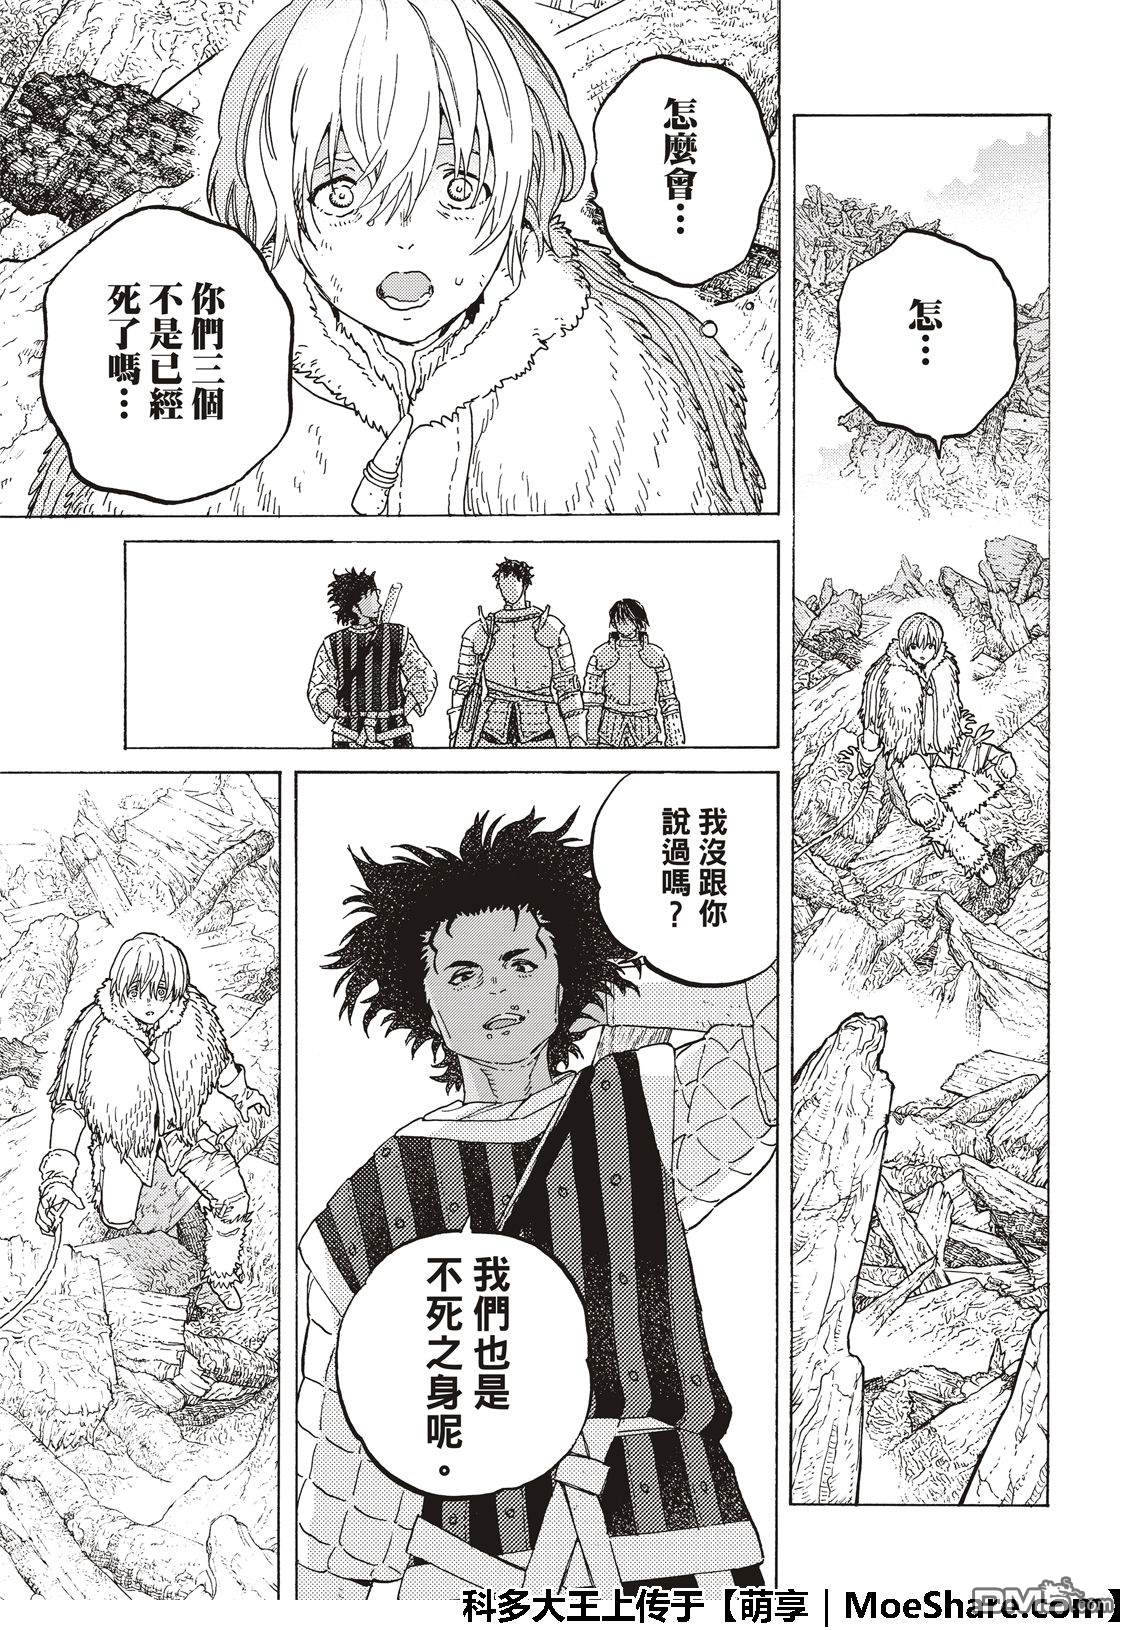 怎…
怎麼會…
你們三個
不是已經
死了嗎…
我沒跟你
說過嗎？
我們也是
不死之身呢。
科多大王上传于【萌享｜MoeShare.com】